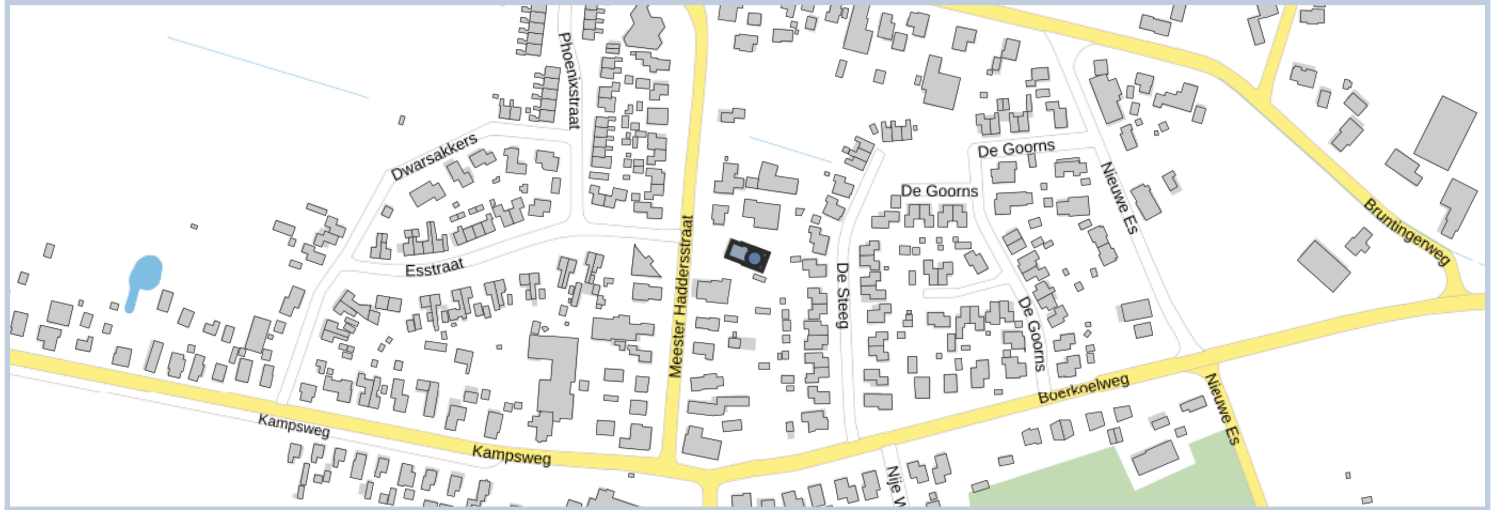 Phoenixstraat
Dwarsakkers
De Goorns
De Goorns
Nieuwe Es
Bruntingerweg
Meester Haddersstraat
Esstraat
De Steeg
De Goorns
Boerkoelweg
Nieuwe Es
Kampsweg
Kampsweg
Nije W